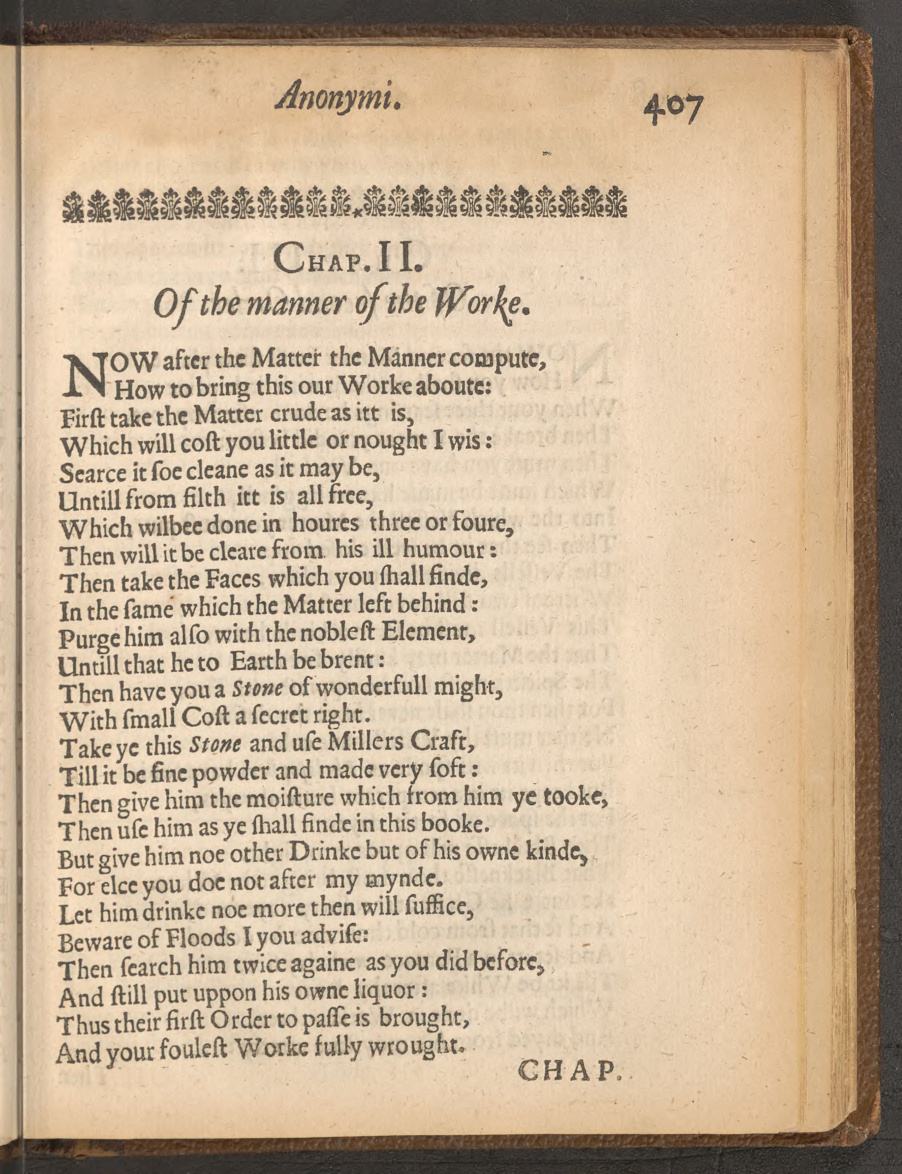 Anonymi. 407
CHAP. II.
Of the manner of the Worke.
NOW after the Matter the Manner compute,
How to bring this our Worke aboute:
Firſt take the Matter crude as itt is,
Which will coſt you little or nought I wis:
Searce it ſoe cleane as it may be,
Untill from filth itt is all free,
Which wilbee done in houres three or foure,
Then will it be cleare from his ill humour:
Then take the Faces which you ſhall finde,
In the ſame which the Matter left behind:
Purge him alſo with the nobleſt Element,
Untill that he to Earth be brent:
Then have you a Stone of wonderfull might,
With ſmall Coſt a ſecret right.
Take ye this Stone and uſe Millers Craft,
Till it be fine powder and made very ſoft:
Then give him the moiſture which from him ye tooke,
Then uſe him as ye ſhall finde in this booke.
But give him noe other Drinke but of his owne kinde,
For elce you doe not after my mynde.
Let him drinke noe more then will ſuffice,
Beware of Floods I you adviſe:
Then ſearch him twice againe as you did before,
And ſtill put uppon his owne liquor:
Thus their firſt Order to paſſe is brought,
And your fouleſt Worke fully wrought.
CHAP.